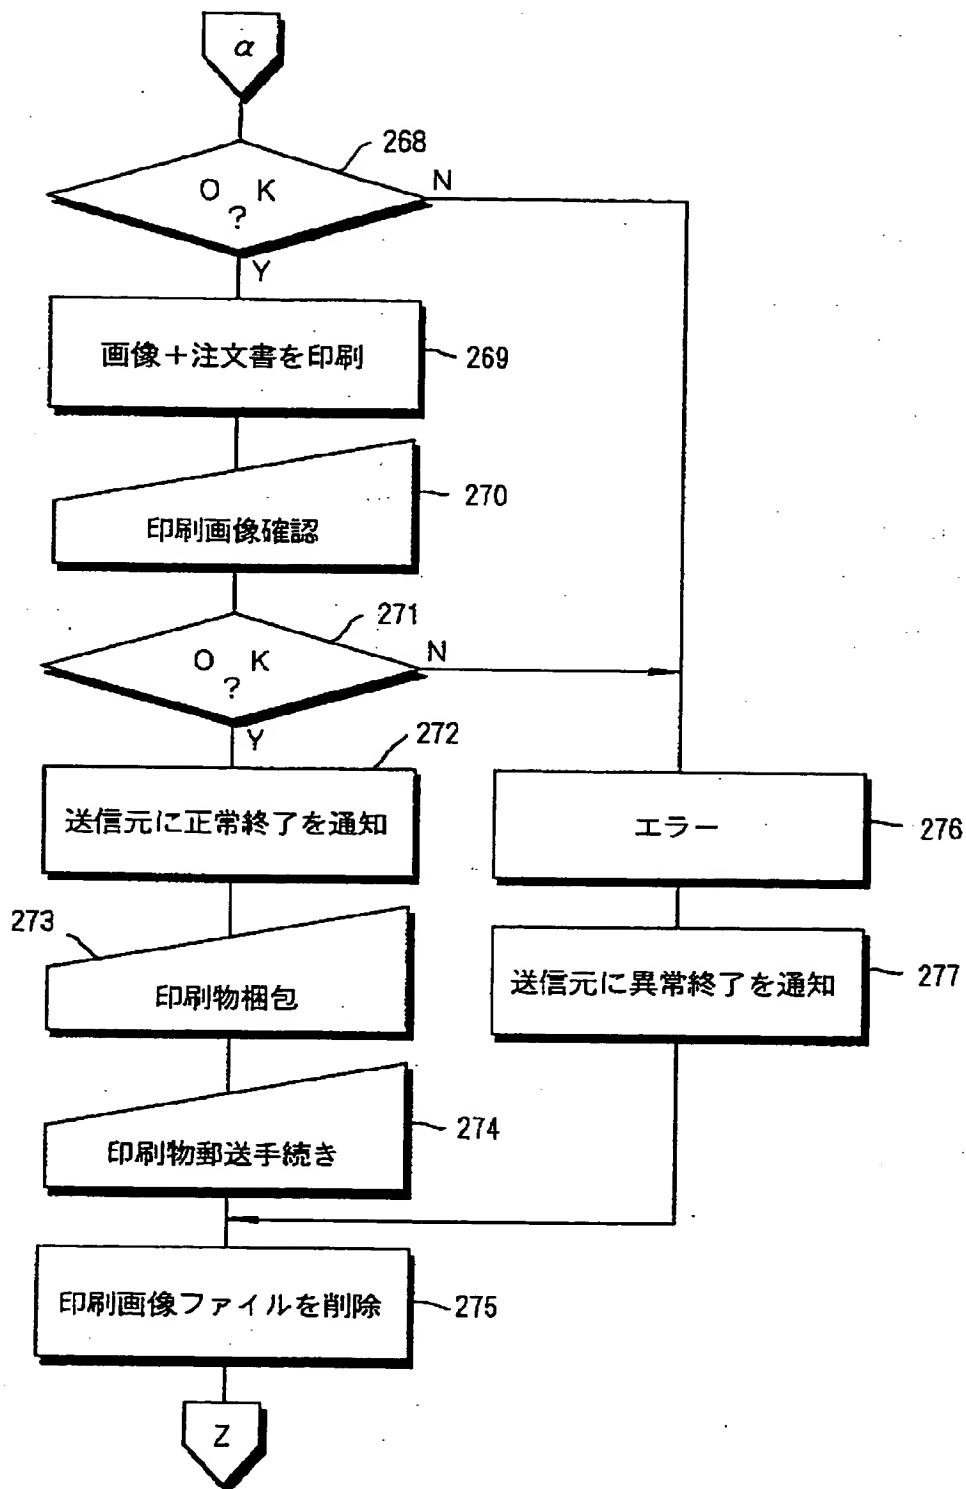 α
268
O K
?
N
Y
画像+注文書を印刷
269
印刷画像確認
270
271
O K
?
N
Y
272
送信元に正常終了を通知
エラー
276
273
印刷物梱包
送信元に異常終了を通知
277
印刷物郵送手続き
274
印刷画像ファイルを削除
275
Z